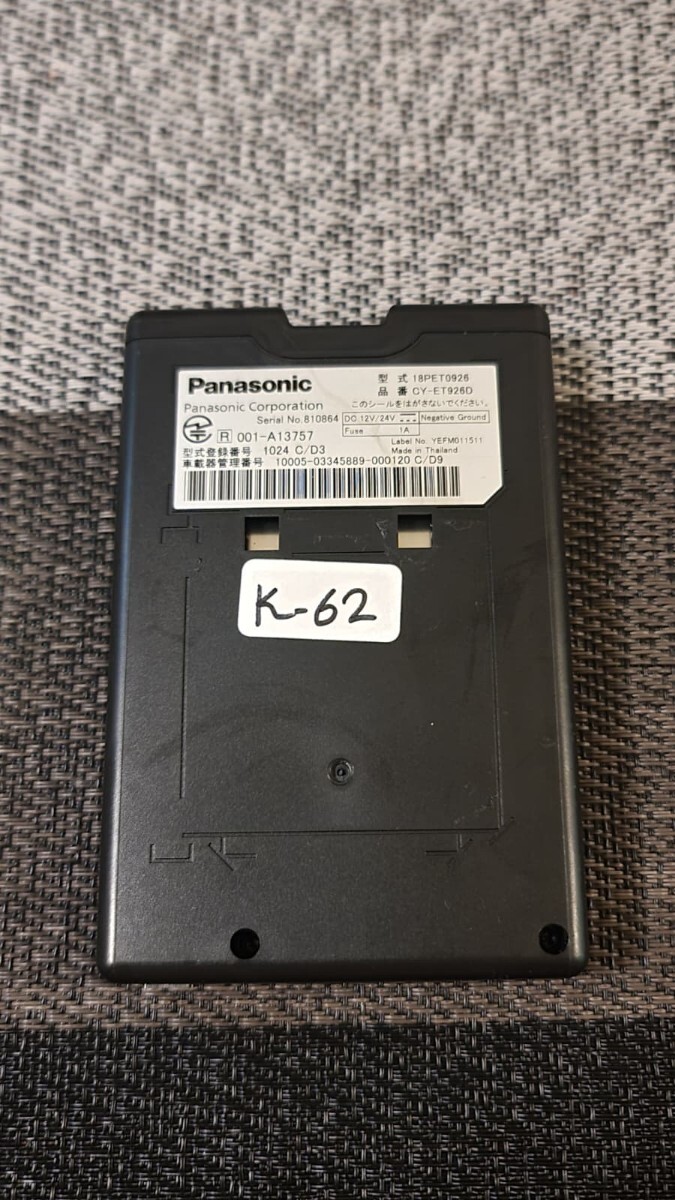 Panasonic
型 式 18PET0926
品 番 CY-ET926D
Panasonic Corporation
このシールをはがさないでください。
Serial No.810864
DC 12V/24V
Negative Ground
Fuse 1A
R 001-A13757
Label No. YEFM011511
Made in Thailand
型式登録番号 1024 C/D3
車載器管理番号 10005-03345889-000120 C/D9
K-62